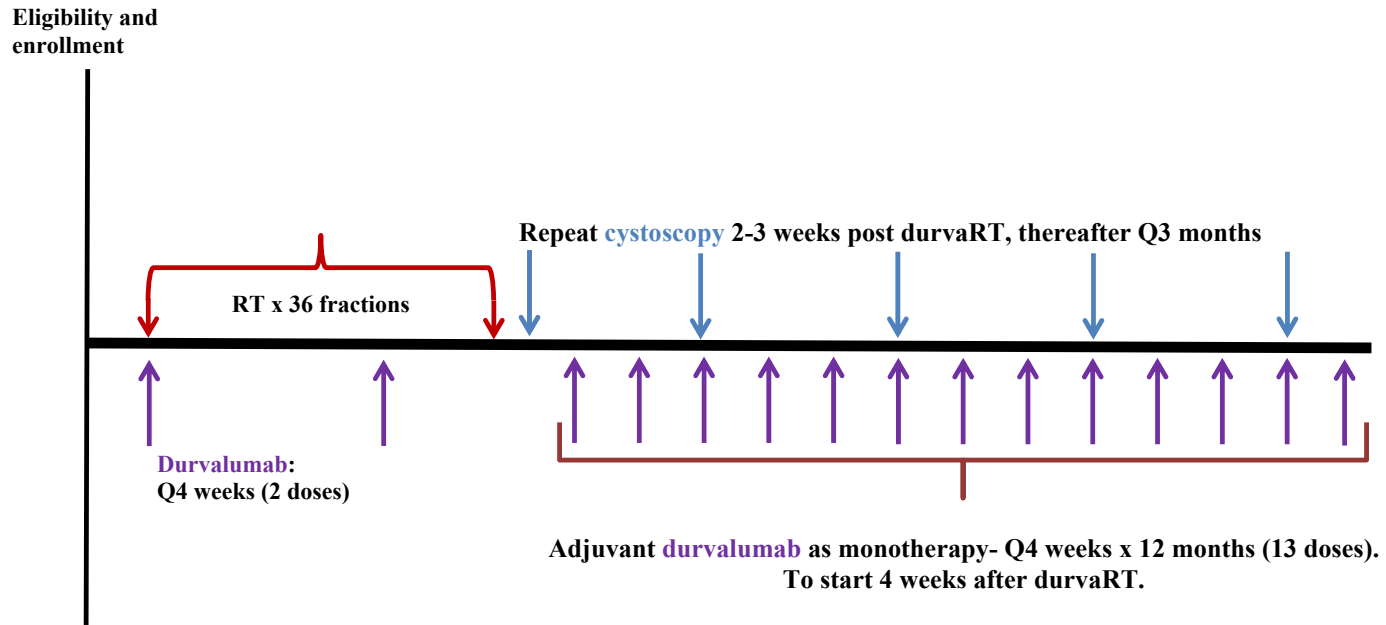 Eligibility and
enrollment
Repeat cystoscopy 2-3 weeks post durvaRT, thereafter Q3 months
RT x 36 fractions
Durvalumab:
Q4 weeks (2 doses)
Adjuvant durvalumab as monotherapy- Q4 weeks x 12 months (13 doses).
To start 4 weeks after durvaRT.